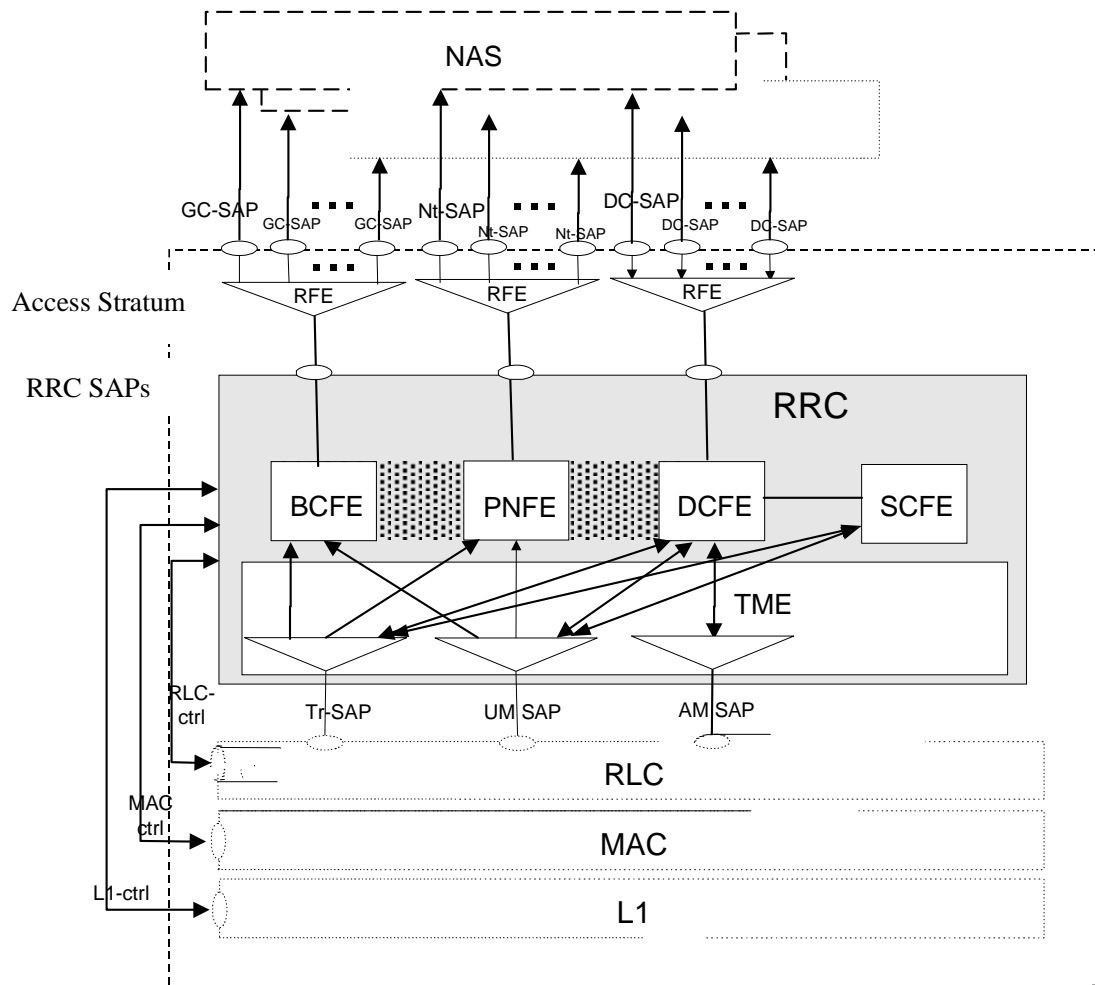 NAS
GC-SAP
GC-SAP
GC-SAP
Nt-SAP
Nt-SAP
Nt-SAP
DC-SAP
DC-SAP
DC-SAP
RFE
RFE
RFE
Access Stratum
RRC SAPs
RRC
BCFE
PNFE
DCFE
SCFE
TME
RLC-
ctrl
Tr-SAP
UM SAP
AM SAP
RLC
MAC
ctrl
MAC
L1-ctrl
L1